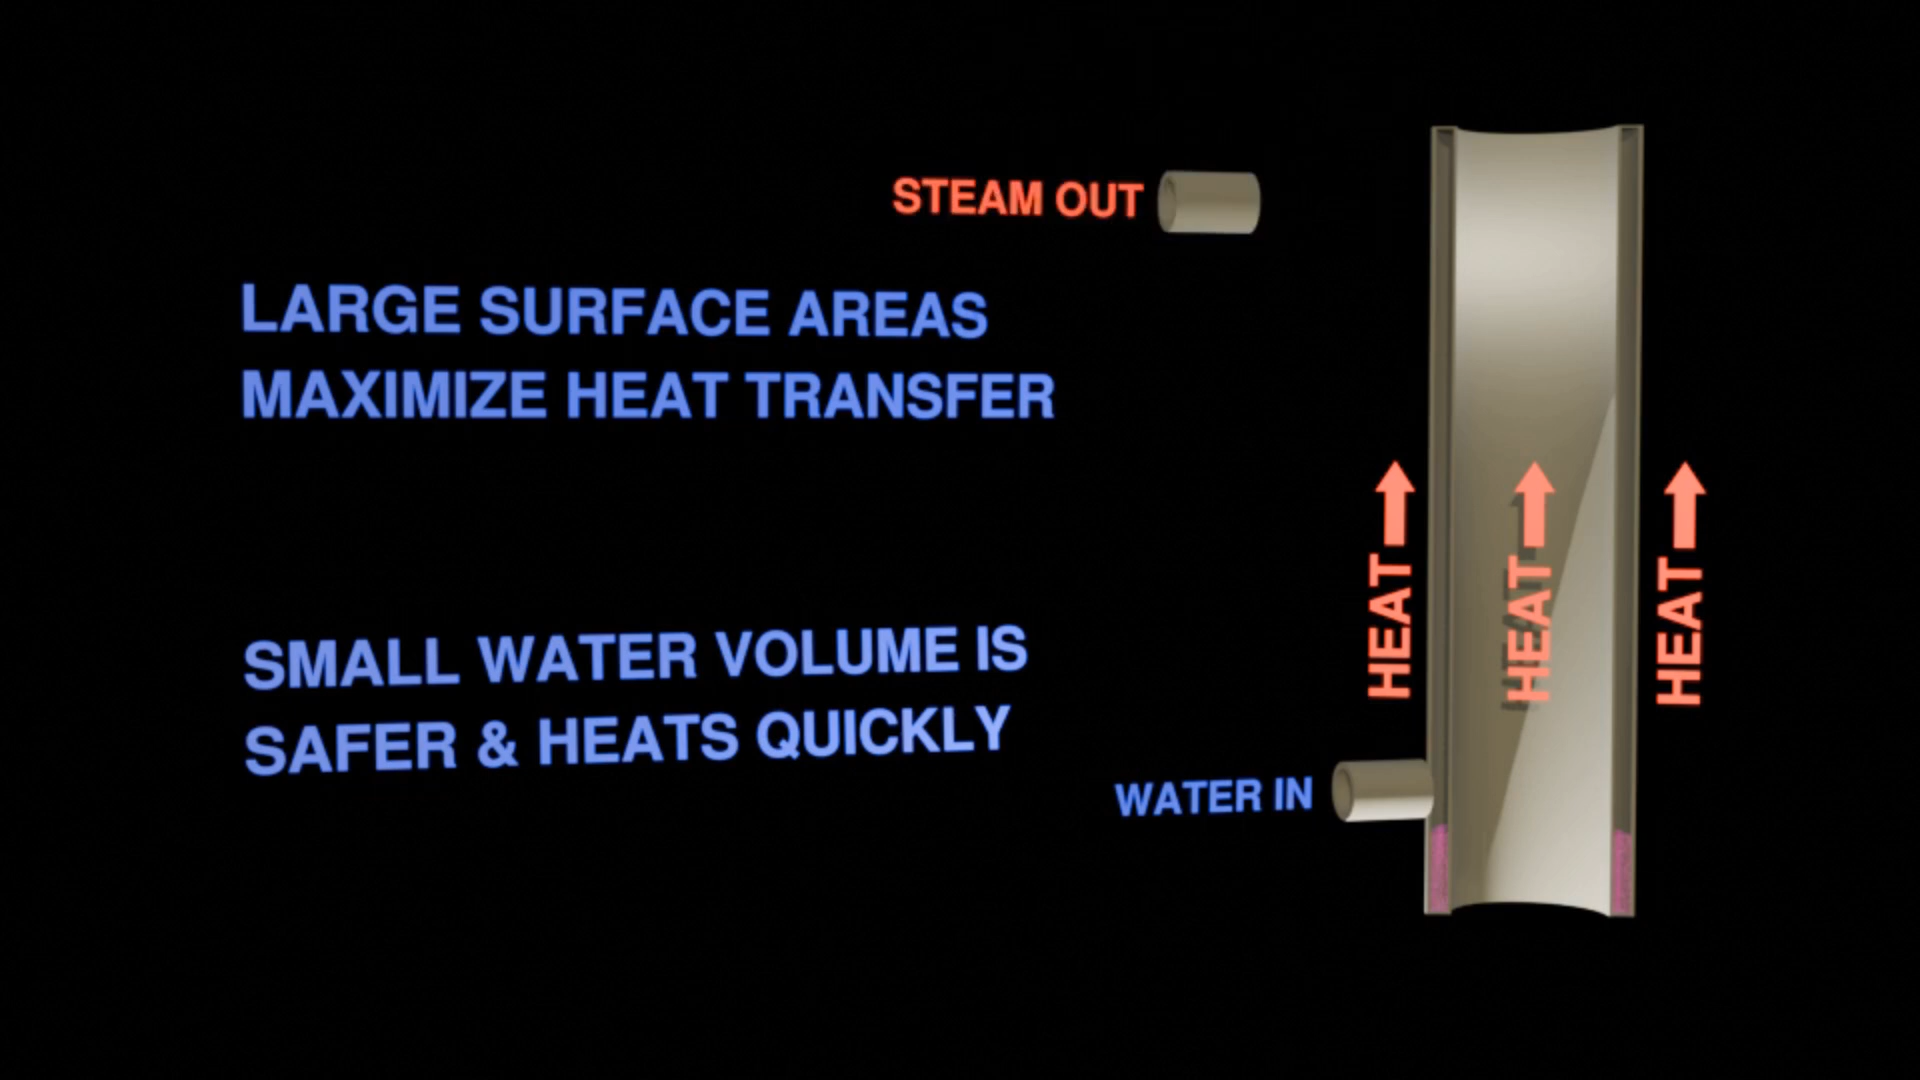 STEAM OUT
LARGE SURFACE AREAS
MAXIMIZE HEAT TRANSFER
HEAT
HEAT
HEAT
SMALL WATER VOLUME IS
SAFER & HEATS QUICKLY
WATER IN